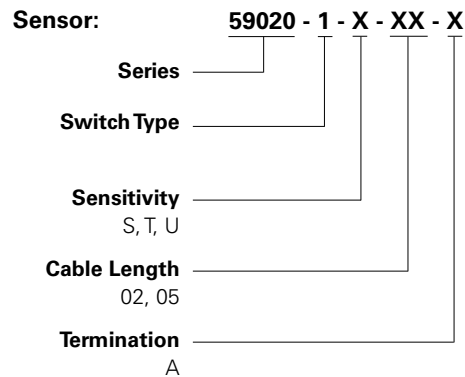 Sensor: 59020 - 1 - X - XX - X
Series
Switch Type
Sensitivity
S, T, U
Cable Length
02, 05
Termination
A